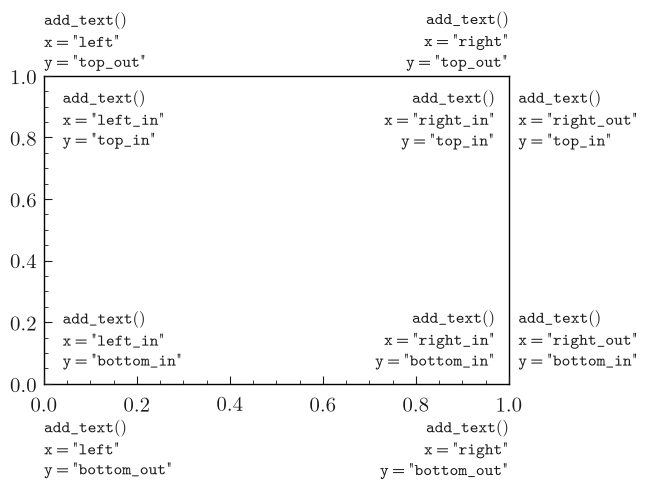 add_text()
x = "left"
y = "top_out"
add_text()
x = "right"
y = "top_out"
1.0
add_text()
x = "left_in"
y = "top_in"
add_text()
x = "right_in"
y = "top_in"
add_text()
x = "right_out"
y = "top_in"
0.8
0.6
0.4
0.2
add_text()
x = "left_in"
y = "bottom_in"
add_text()
x = "right_in"
y = "bottom_in"
add_text()
x = "right_out"
y = "bottom_in"
0.0
0.0 0.2 0.4 0.6 0.8 1.0
add_text()
x = "left"
y = "bottom_out"
add_text()
x = "right"
y = "bottom_out"